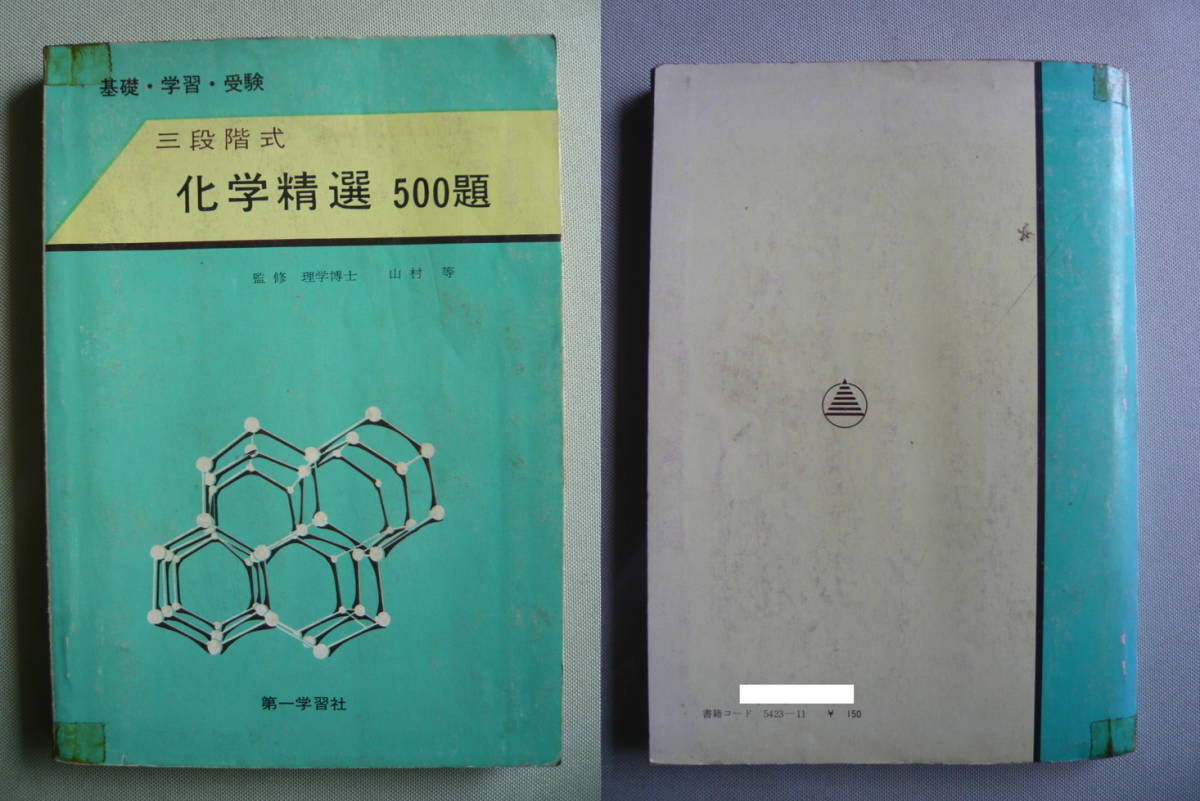 基礎・学習・受験
三段階式
化学精選 500題
監修 理学博士 山村 等
第一学習社
書籍コード 5423—11 ¥ 150